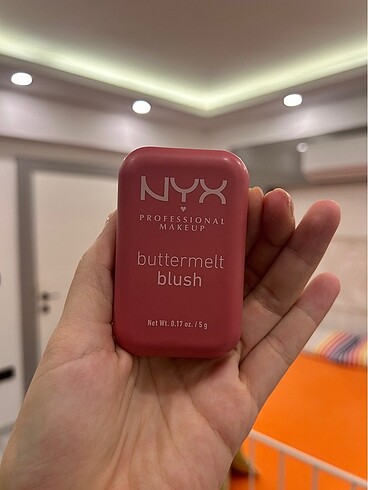 NYX
PROFESSIONAL
MAKEUP
buttermelt
blush
Net Wt. 0.17 oz. / 5 g